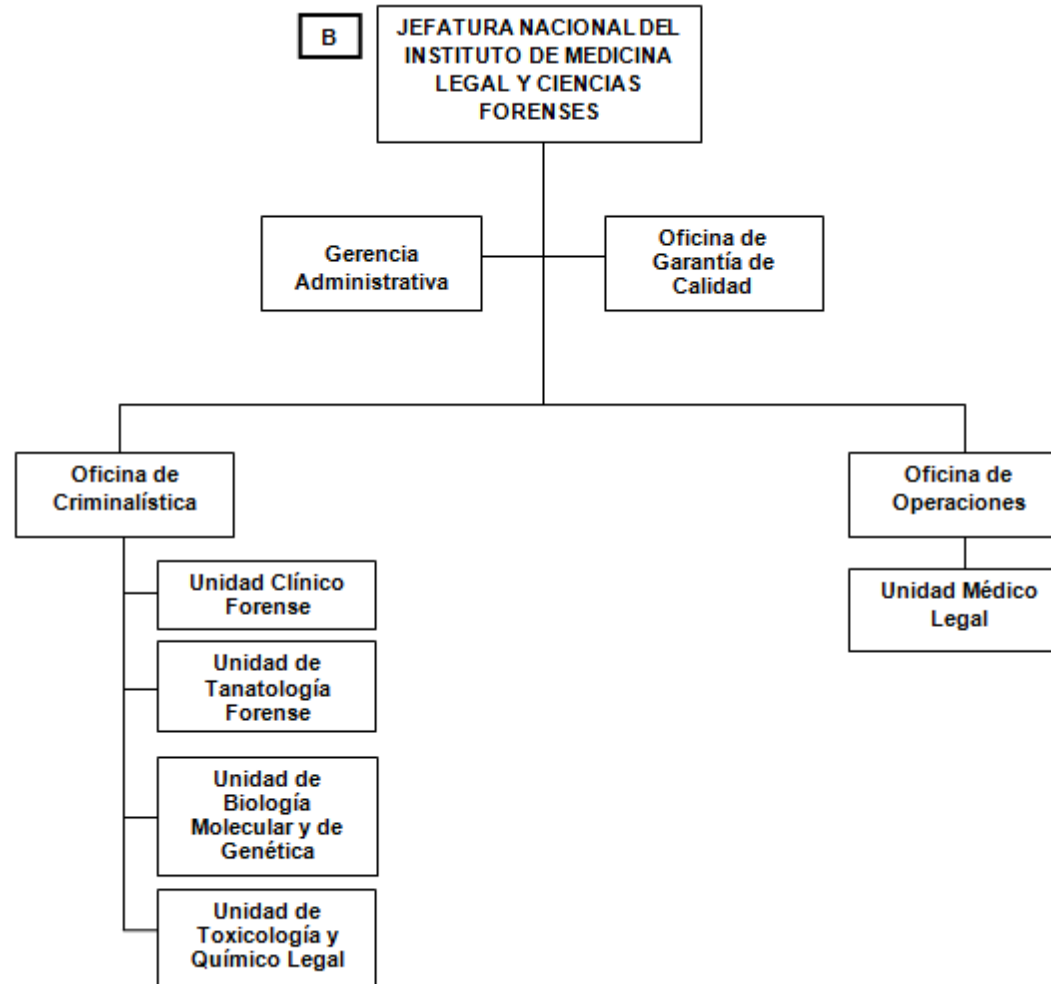 B
JEFATURA NACIONAL DEL
INSTITUTO DE MEDICINA
LEGAL Y CIENCIAS
FORENSES
Gerencia
Administrativa
Oficina de
Garantía de
Calidad
Oficina de
Criminalística
Unidad Clínico
Forense
Unidad de
Tanatología
Forense
Unidad de
Biología
Molecular y de
Genética
Unidad de
Toxicología y
Químico Legal
Oficina de
Operaciones
Unidad Médico
Legal